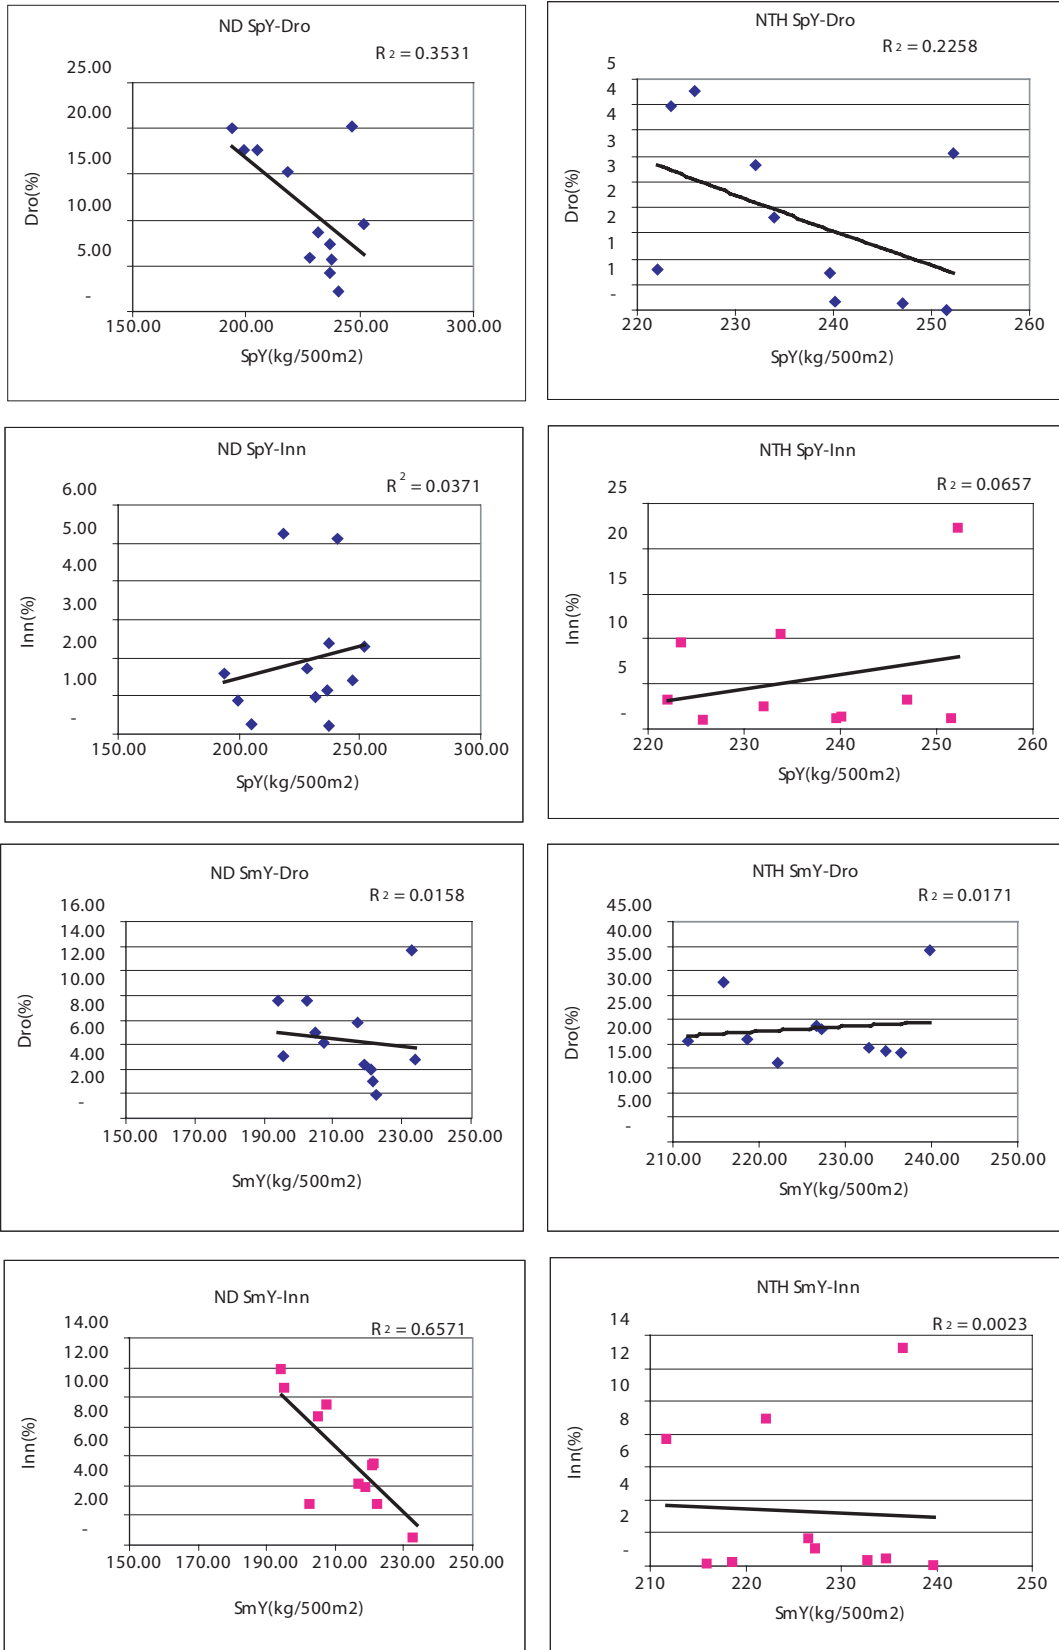 ND SpY-Dro
R 2 = 0.3531
25.00
20.00
15.00
10.00
5.00
-
Dro(%)
150.00 200.00 250.00 300.00
SpY(kg/500m2)
NTH SpY-Dro
R 2 = 0.2258
5
4
4
3
3
2
2
1
1
-
Dro(%)
220 230 240 250 260
SpY(kg/500m2)
ND SpY-Inn
R2 = 0.0371
6.00
5.00
4.00
3.00
2.00
1.00
-
Inn(%)
150.00 200.00 250.00 300.00
SpY(kg/500m2)
NTH SpY-Inn
R 2 = 0.0657
25
20
15
10
5
-
Inn(%)
220 230 240 250 260
SpY(kg/500m2)
ND SmY-Dro
R 2 = 0.0158
16.00
14.00
12.00
10.00
8.00
6.00
4.00
2.00
-
Dro(%)
150.00 170.00 190.00 210.00 230.00 250.00
SmY(kg/500m2)
NTH SmY-Dro
R 2 = 0.0171
45.00
40.00
35.00
30.00
25.00
20.00
15.00
10.00
5.00
-
Dro(%)
210.00 220.00 230.00 240.00 250.00
SmY(kg/500m2)
ND SmY-Inn
R 2 = 0.6571
14.00
12.00
10.00
8.00
6.00
4.00
2.00
-
Inn(%)
150.00 170.00 190.00 210.00 230.00 250.00
SmY(kg/500m2)
NTH SmY-Inn
R 2 = 0.0023
14
12
10
8
6
4
2
-
Inn(%)
210 220 230 240 250
SmY(kg/500m2)